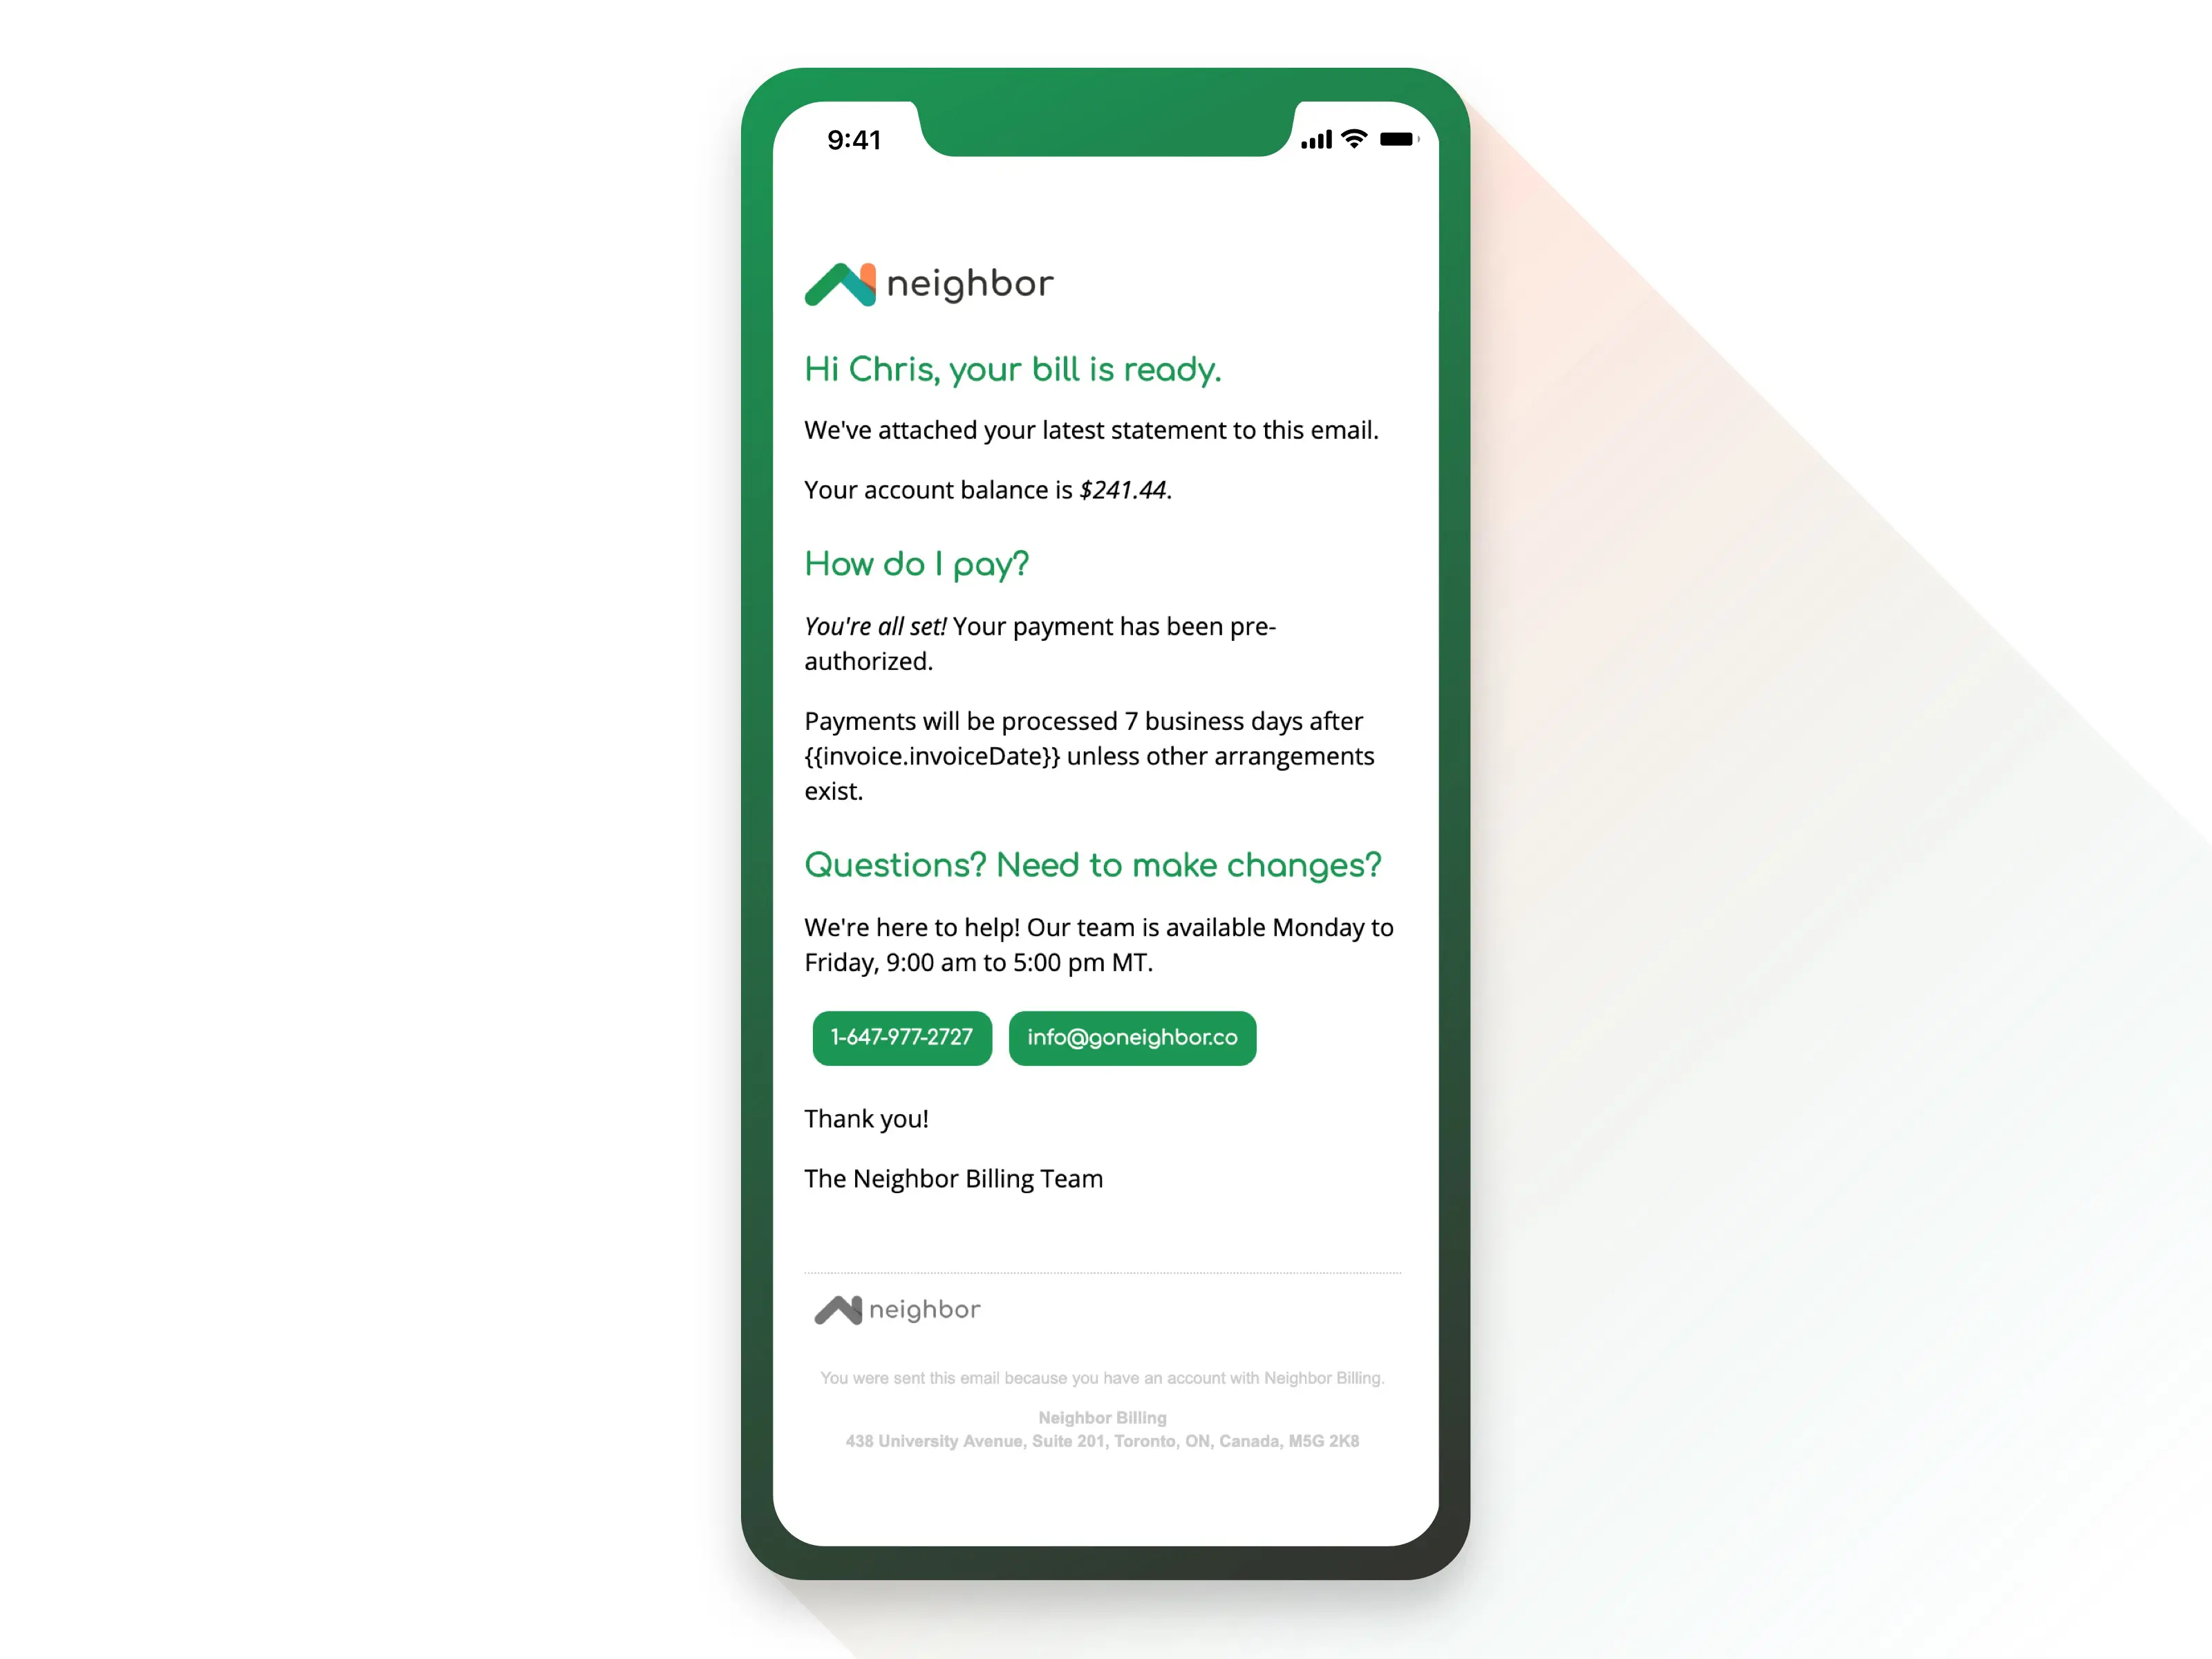 9:41
neighbor
Hi Chris, your bill is ready.
We've attached your latest statement to this email.
Your account balance is $241.44.
How do I pay?
You're all set! Your payment has been pre-
authorized.
Payments will be processed 7 business days after
{{invoice.invoiceDate}} unless other arrangements
exist.
Questions? Need to make changes?
We're here to help! Our team is available Monday to
Friday, 9:00 am to 5:00 pm MT.
1-647-977-2727 info@goneighbor.co
Thank you!
The Neighbor Billing Team
neighbor
You were sent this email because you have an account with Neighbor Billing.
Neighbor Billing
438 University Avenue, Suite 201, Toronto, ON, Canada, M5G 2K8